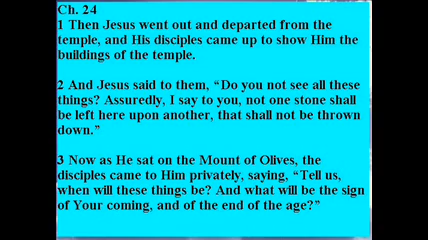 Ch. 24
1 Then Jesus went out and departed from the
temple, and His disciples came up to show Him the
buildings of the temple.
2 And Jesus said to them, “Do you not see all these
things? Assuredly, I say to you, not one stone shall
be left here upon another, that shall not be thrown
down.”
3 Now as He sat on the Mount of Olives, the
disciples came to Him privately, saying, “Tell us,
when will these things be? And what will be the sign
of Your coming, and of the end of the age?”